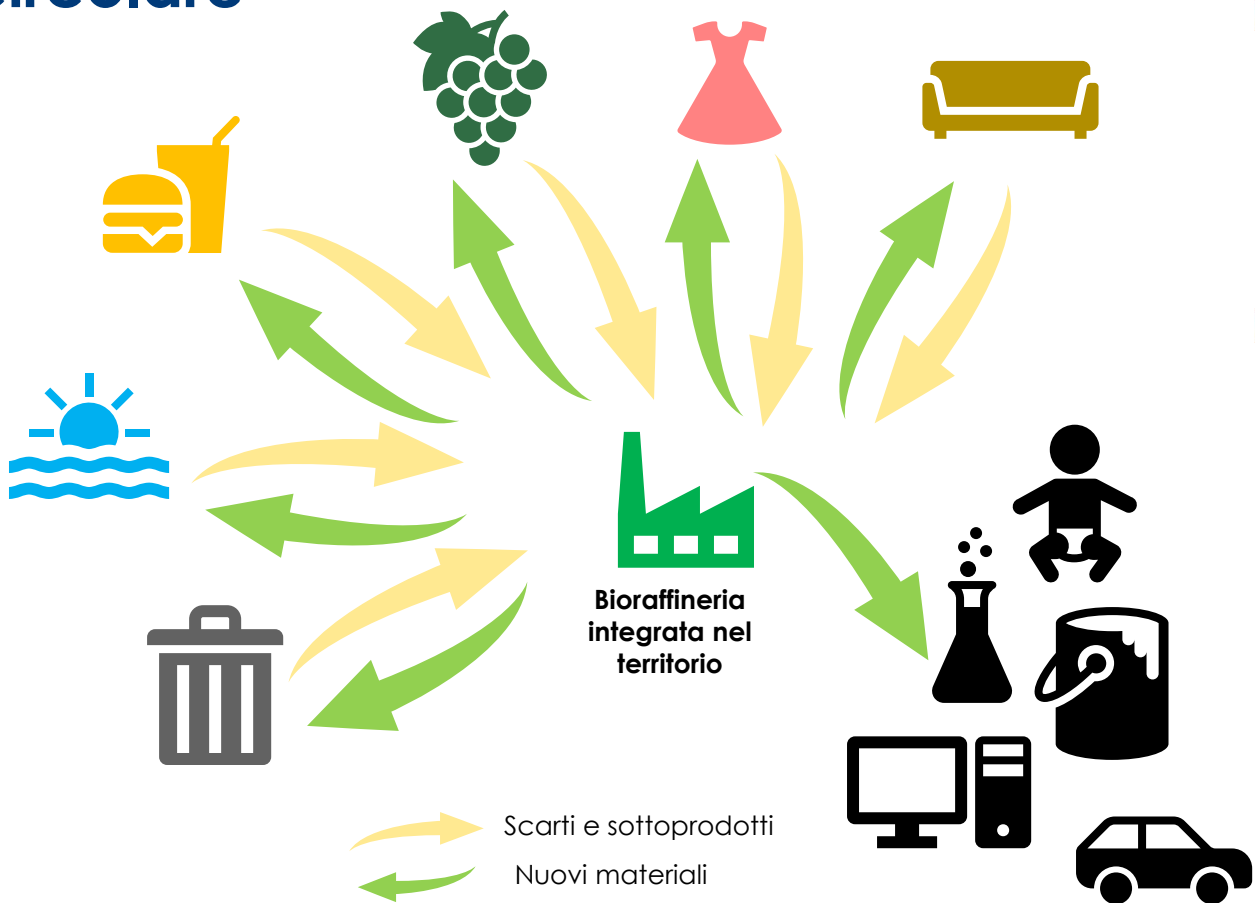 Bioraffineria
integrata nel
territorio
Scarti e sottoprodotti
Nuovi materiali